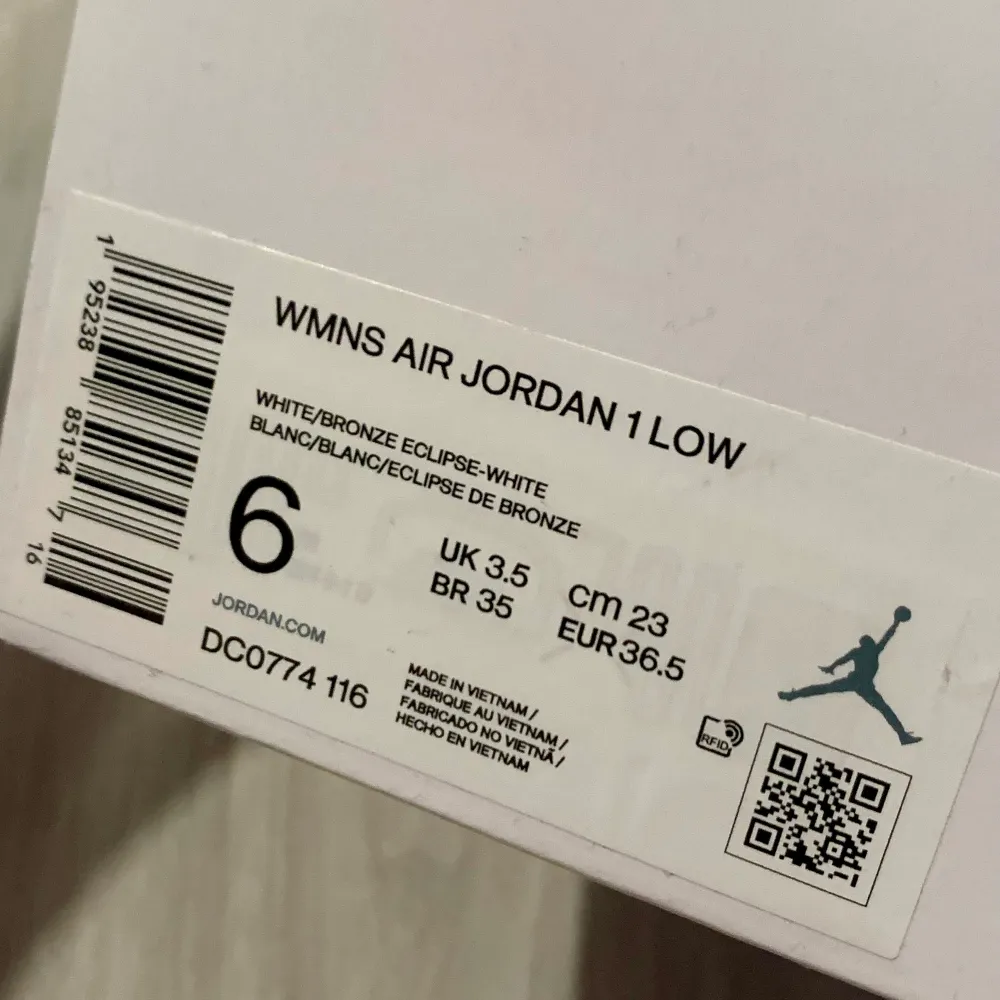 WMNS AIR JORDAN 1 LOW
WHITE/BRONZE ECLIPSE-WHITE
BLANC/BLANC/ECLIPSE DE BRONZE
6
UK 3.5
cm 23
BR 35
EUR 36.5
JORDAN.COM
DC0774 116
MADE IN VIETNAM /
FABRIQUE AU VIETNAM /
FABRICADO NO VIETNÃ /
HECHO EN VIETNAM
RFID
1 95238 85134 7 16